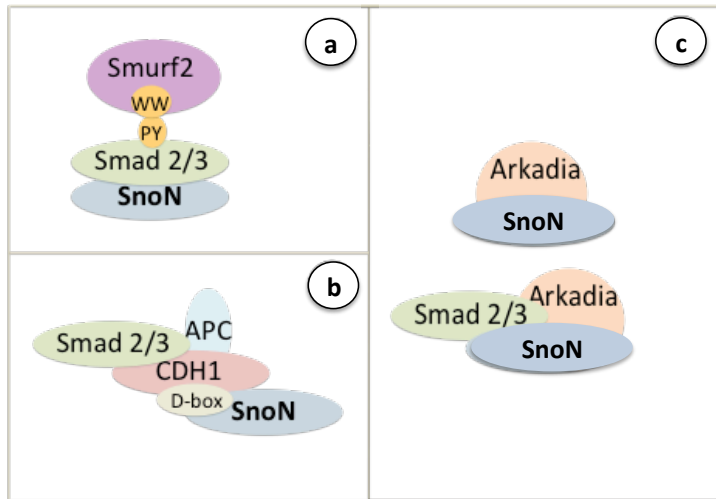 a
Smurf2
WW
PY
Smad 2/3
SnoN
b
APC
Smad 2/3
CDH1
D-box
SnoN
c
Arkadia
SnoN
Arkadia
Smad 2/3
SnoN